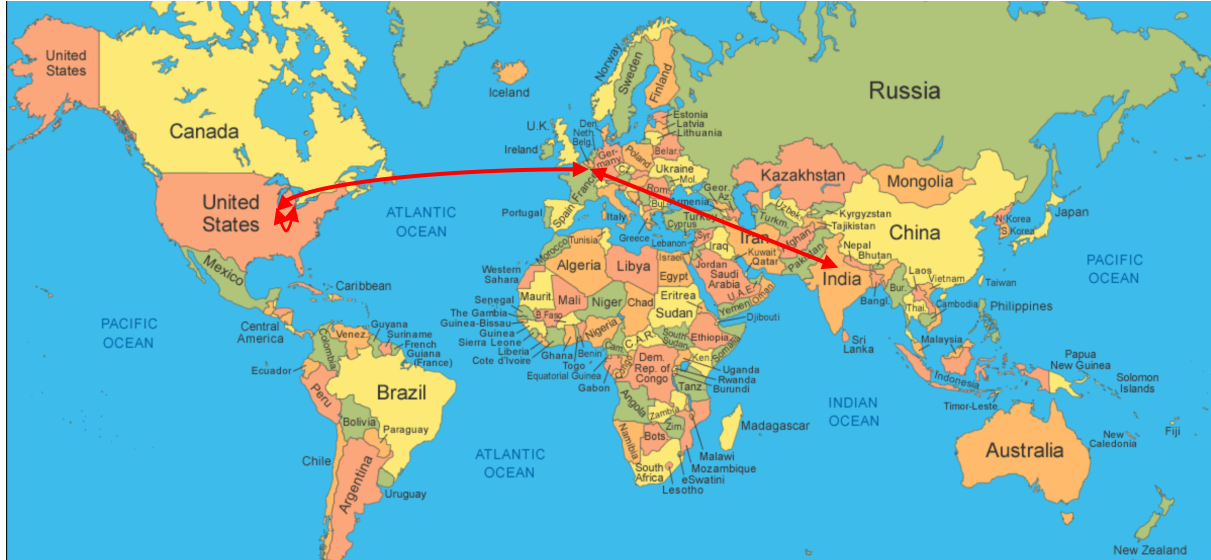 United
States
Canada
United
States
Mexico
Caribbean
Central
America
Guyana
Suriname
French
Guiana
(France)
Venez.
Colombia
Ecuador
Peru
Brazil
Bolivia
Paraguay
Chile
Argentina
Uruguay
PACIFIC
OCEAN
ATLANTIC
OCEAN
ATLANTIC
OCEAN
Iceland
Norway
Sweden
Finland
U.K.
Ireland
Den.
Neth.
Belg.
Ger-
many
Poland
Estonia
Latvia
Lithuania
Belar.
Ukraine
Mol.
Rom.
Bul.
Cz.
France
Spain
Portugal
Italy
Greece
Turkey
Cyprus
Lebanon
Syr.
Israel
Geor.
Armenia
Az.
Russia
Kazakhstan
Uzbek.
Turkm.
Kyrgyzstan
Tajikistan
Afghan.
Pakistan
Iran
Iraq
Kuwait
Qatar
Jordan
Saudi
Arabia
U.A.E.
Oman
Yemen
Mongolia
China
N. Korea
S. Korea
Japan
Nepal
Bhutan
India
Bangl.
Bur.
Laos
Vietnam
Thai.
Cambodia
Taiwan
Philippines
Sri
Lanka
Malaysia
Indonesia
Timor-Leste
Papua
New Guinea
Solomon
Islands
Fiji
New
Caledonia
Australia
New Zealand
PACIFIC
OCEAN
INDIAN
OCEAN
Morocco
Western
Sahara
Algeria
Tunisia
Libya
Egypt
Maurit.
Mali
Niger
Chad
Sudan
Eritrea
Djibouti
Senegal
The Gambia
Guinea-Bissau
Guinea
Sierra Leone
Liberia
Cote d'Ivoire
B.Faso
Ghana
Togo
Benin
Nigeria
Cam.
Equatorial Guinea
Gabon
Congo
C.A.R.
South
Sudan
Ethiopia
Somalia
Ken.
Uganda
Rwanda
Burundi
Dem.
Rep. of
Congo
Tanz.
Angola
Zambia
Malawi
Mozambique
Zim.
Namibia
Bots.
South
Africa
eSwatini
Lesotho
Madagascar